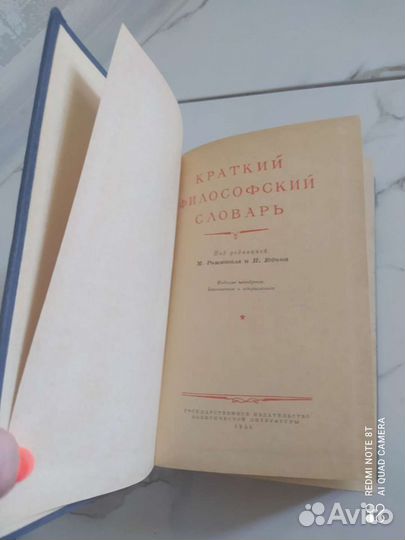 КРАТКИЙ
ФИЛОСОФСКИЙ
СЛОВАРЬ
Под редакцией
М. Розенталя и П. Юдина
ГОСУДАРСТВЕННОЕ ИЗДАТЕЛЬСТВО
ПОЛИТИЧЕСКОЙ ЛИТЕРАТУРЫ
REDMI NOTE 8T
AI QUAD CAMERA
Avito